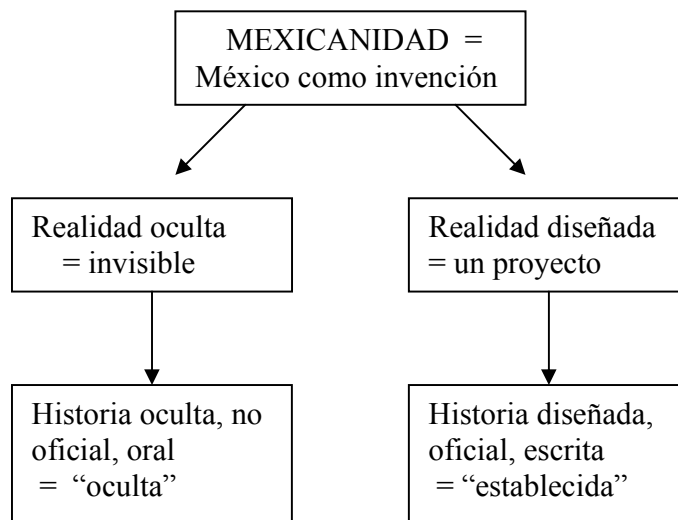 MEXICANIDAD =
México como invención
Realidad oculta
= invisible
Realidad diseñada
= un proyecto
Historia oculta, no
oficial, oral
= “oculta”
Historia diseñada,
oficial, escrita
= “establecida”